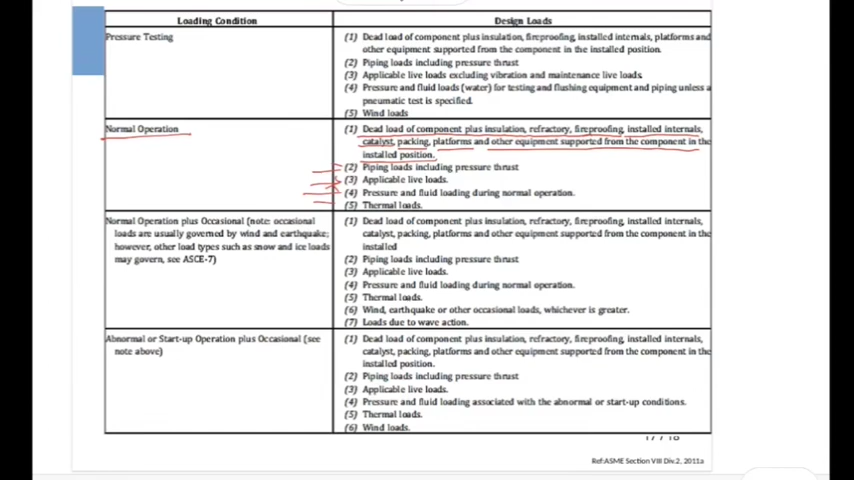 Loading Condition
Design Loads
Pressure Testing
(1) Dead load of component plus insulation, fireproofing, installed internals, platforms and
other equipment supported from the component in the installed position.
(2) Piping loads including pressure thrust
(3) Applicable live loads excluding vibration and maintenance live loads.
(4) Pressure and fluid loads (water) for testing and flushing equipment and piping unless a
pneumatic test is specified.
(5) Wind loads
Normal Operation
(1) Dead load of component plus insulation, refractory, fireproofing, installed internals,
catalyst, packing, platforms and other equipment supported from the component in the
installed position.
(2) Piping loads including pressure thrust
(3) Applicable live loads.
(4) Pressure and fluid loading during normal operation.
(5) Thermal loads.
Normal Operation plus Occasional (note: occasional
loads are usually governed by wind and earthquake;
however, other load types such as snow and ice loads
may govern, see ASCE-7)
(1) Dead load of component plus insulation, refractory, fireproofing, installed internals,
catalyst, packing, platforms and other equipment supported from the component in the
installed
(2) Piping loads including pressure thrust
(3) Applicable live loads.
(4) Pressure and fluid loading during normal operation.
(5) Thermal loads.
(6) Wind, earthquake or other occasional loads, whichever is greater.
(7) Loads due to wave action.
Abnormal or Start-up Operation plus Occasional (see
note above)
(1) Dead load of component plus insulation, refractory, fireproofing, installed internals,
catalyst, packing, platforms and other equipment supported from the component in the
installed position.
(2) Piping loads including pressure thrust
(3) Applicable live loads.
(4) Pressure and fluid loading associated with the abnormal or start-up conditions.
(5) Thermal loads.
(6) Wind loads.
Ref:ASME Section VIII Div.2, 2011a